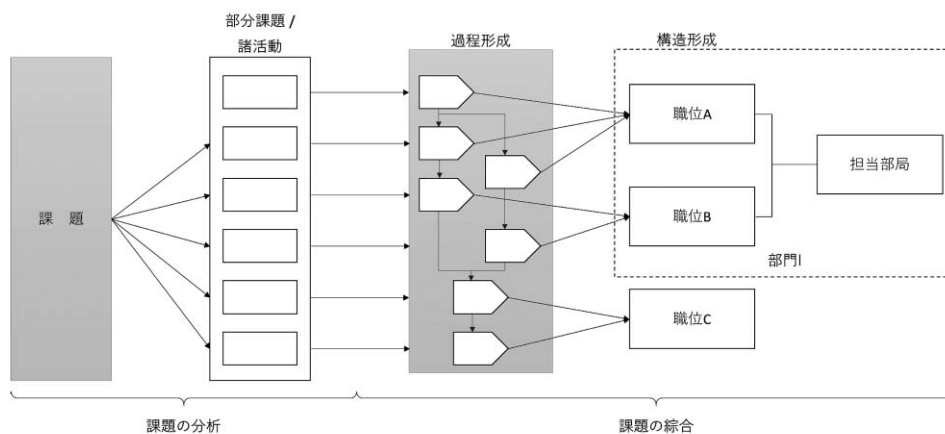 部分課題 /
諸活動
過程形成
構造形成
課　題
職位A
担当部局
職位B
部門I
職位C
課題の分析
課題の綜合